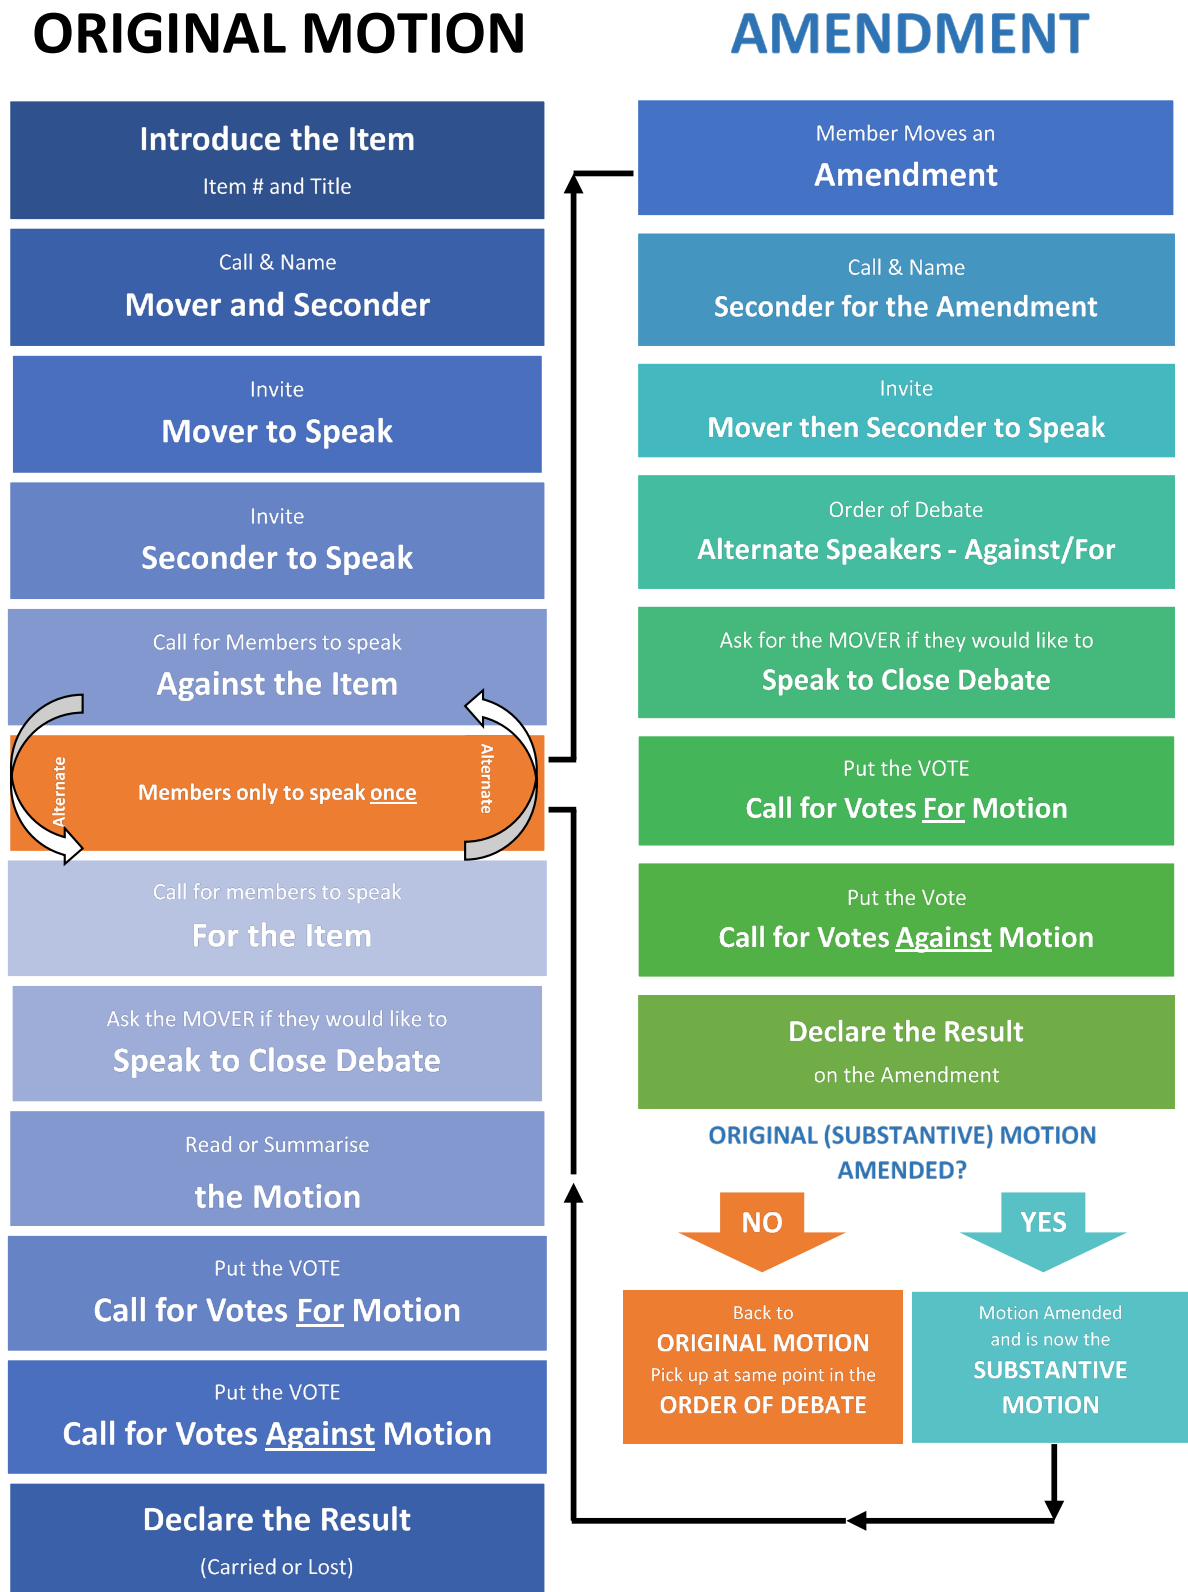 ORIGINAL MOTION
Introduce the Item
Item # and Title
Call & Name
Mover and Seconder
Invite
Mover to Speak
Invite
Seconder to Speak
Call for Members to speak
Against the Item
Alternate
Members only to speak once
Alternate
Call for members to speak
For the Item
Ask the MOVER if they would like to
Speak to Close Debate
Read or Summarise
the Motion
Put the VOTE
Call for Votes For Motion
Put the VOTE
Call for Votes Against Motion
Declare the Result
(Carried or Lost)
AMENDMENT
Member Moves an
Amendment
Call & Name
Seconder for the Amendment
Invite
Mover then Seconder to Speak
Order of Debate
Alternate Speakers - Against/For
Ask for the MOVER if they would like to
Speak to Close Debate
Put the VOTE
Call for Votes For Motion
Put the Vote
Call for Votes Against Motion
Declare the Result
on the Amendment
ORIGINAL (SUBSTANTIVE) MOTION
AMENDED?
NO
Back to
ORIGINAL MOTION
Pick up at same point in the
ORDER OF DEBATE
YES
Motion Amended
and is now the
SUBSTANTIVE
MOTION